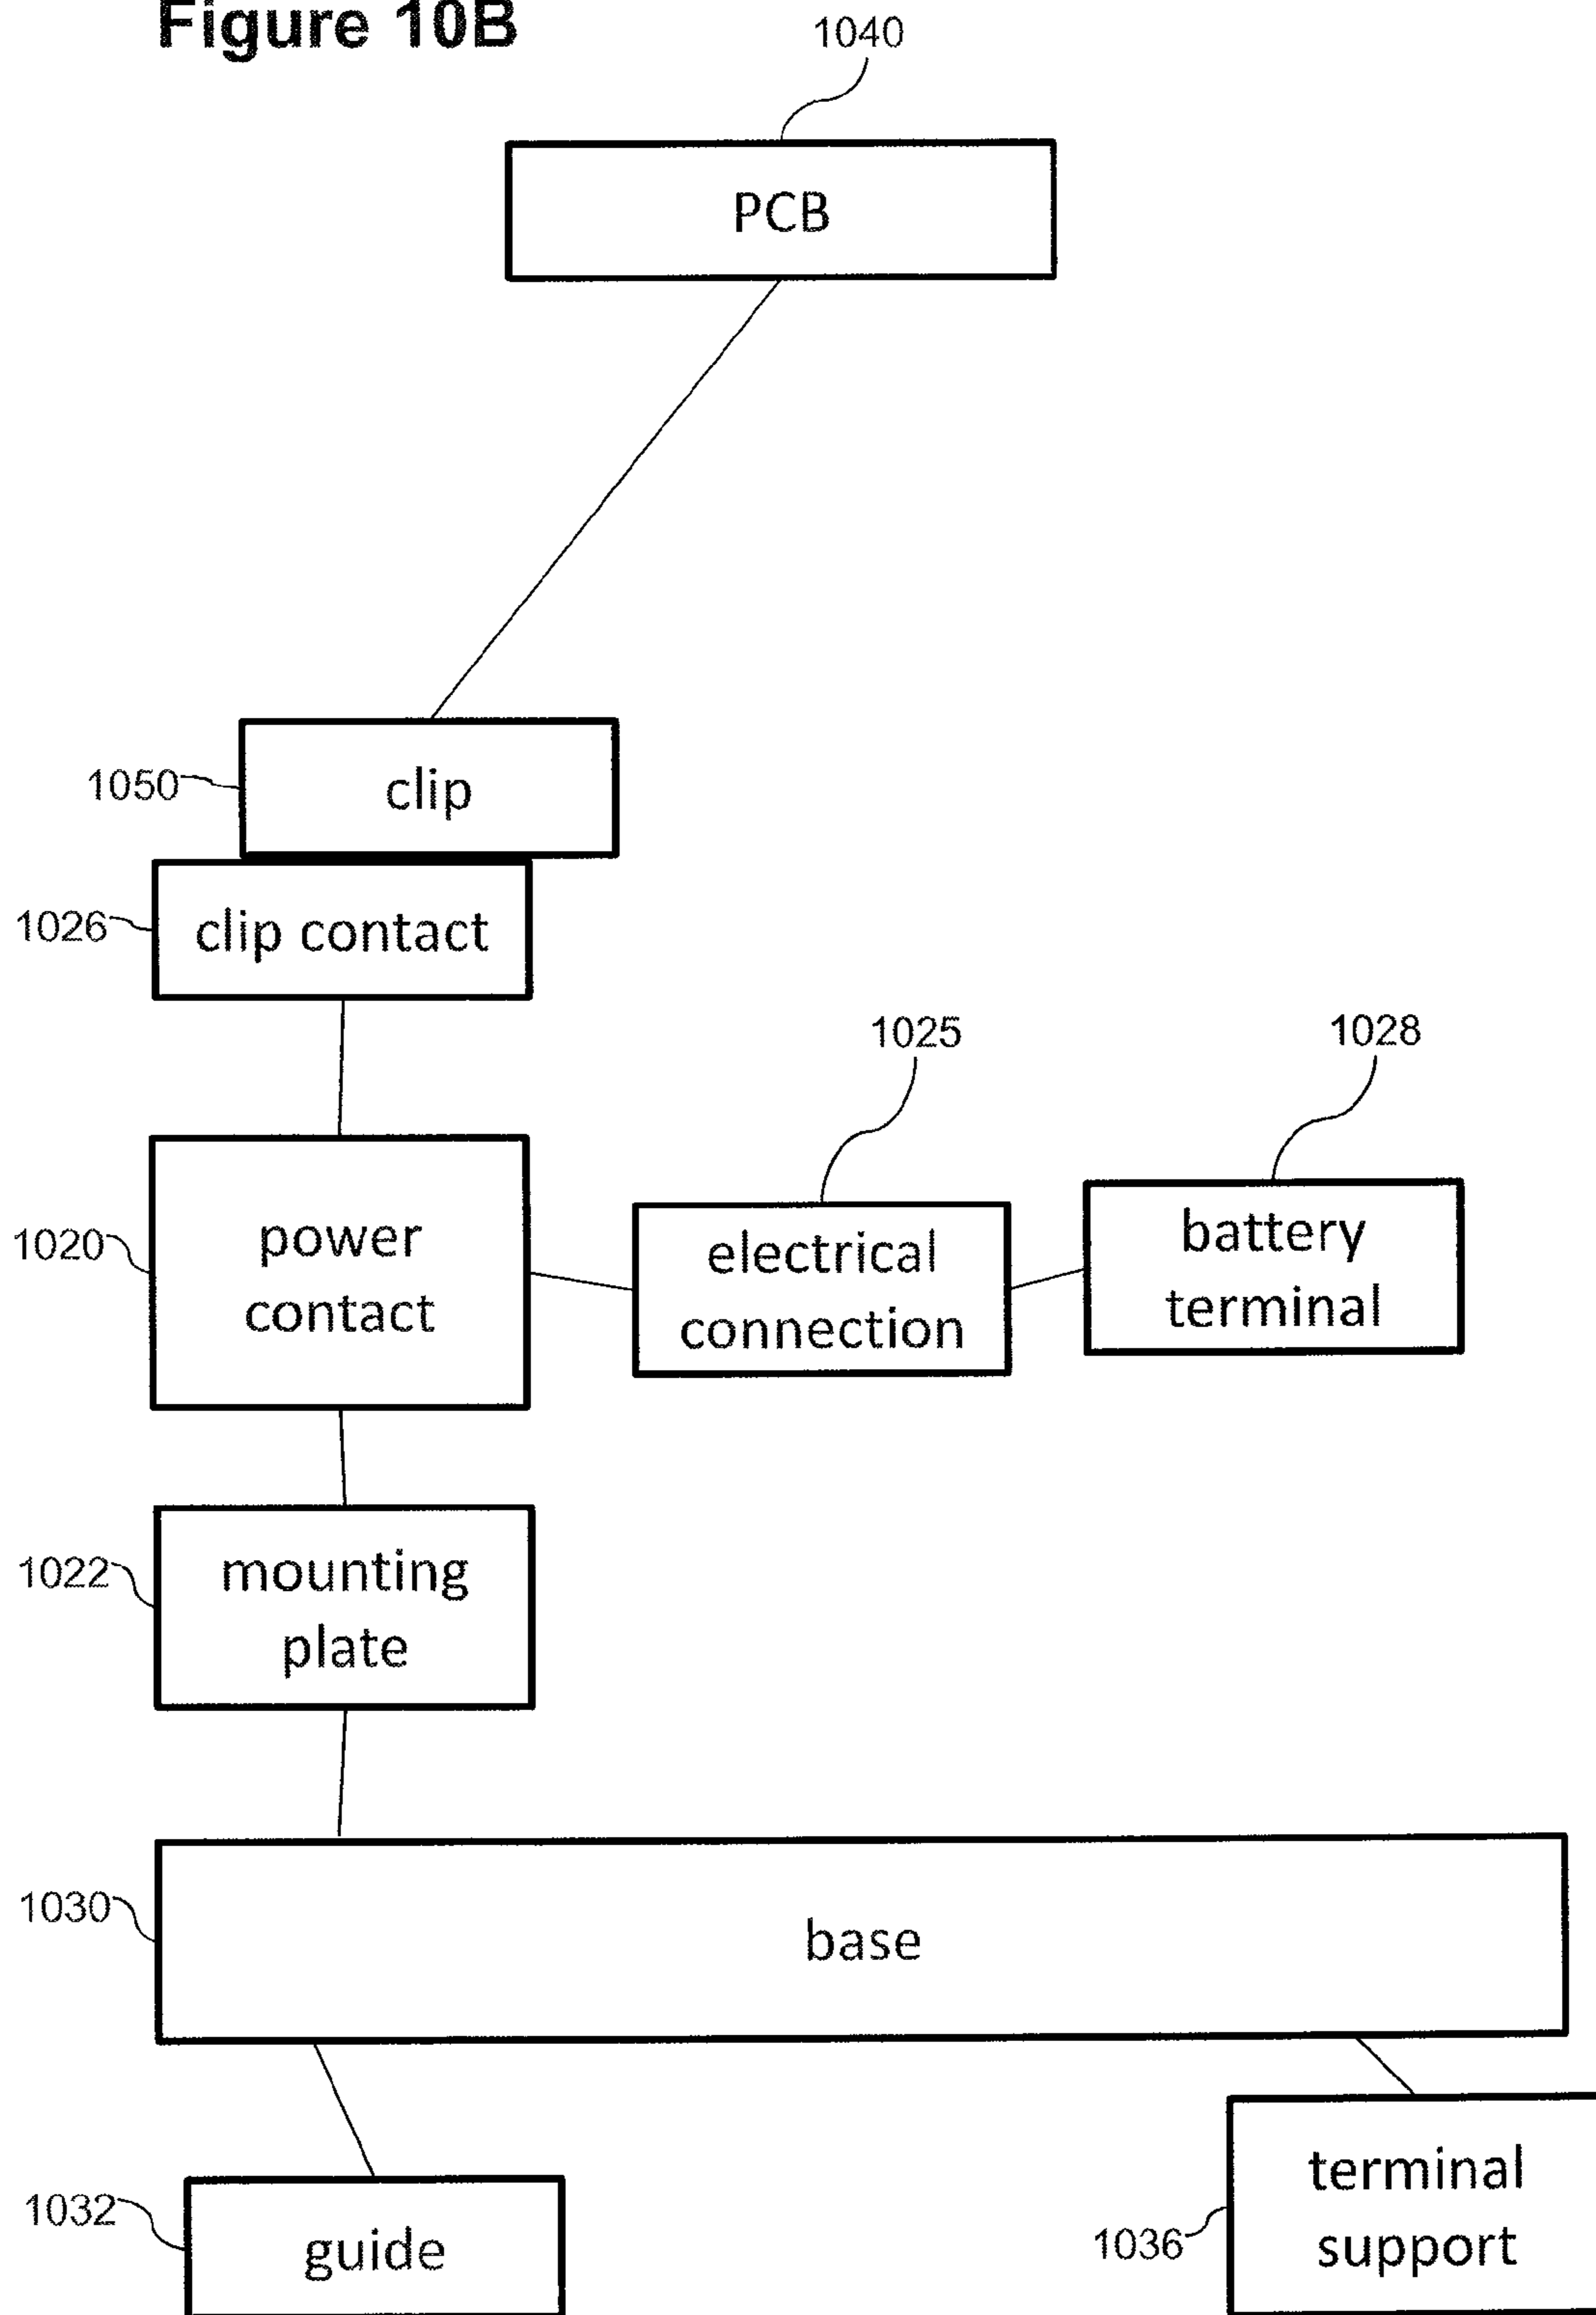 Figure 10B
1040
PCB
1050
clip
1026
clip contact
1025
1028
1020
power
contact
electrical
connection
battery
terminal
1022
mounting
plate
1030
base
1032
guide
1036
terminal
support